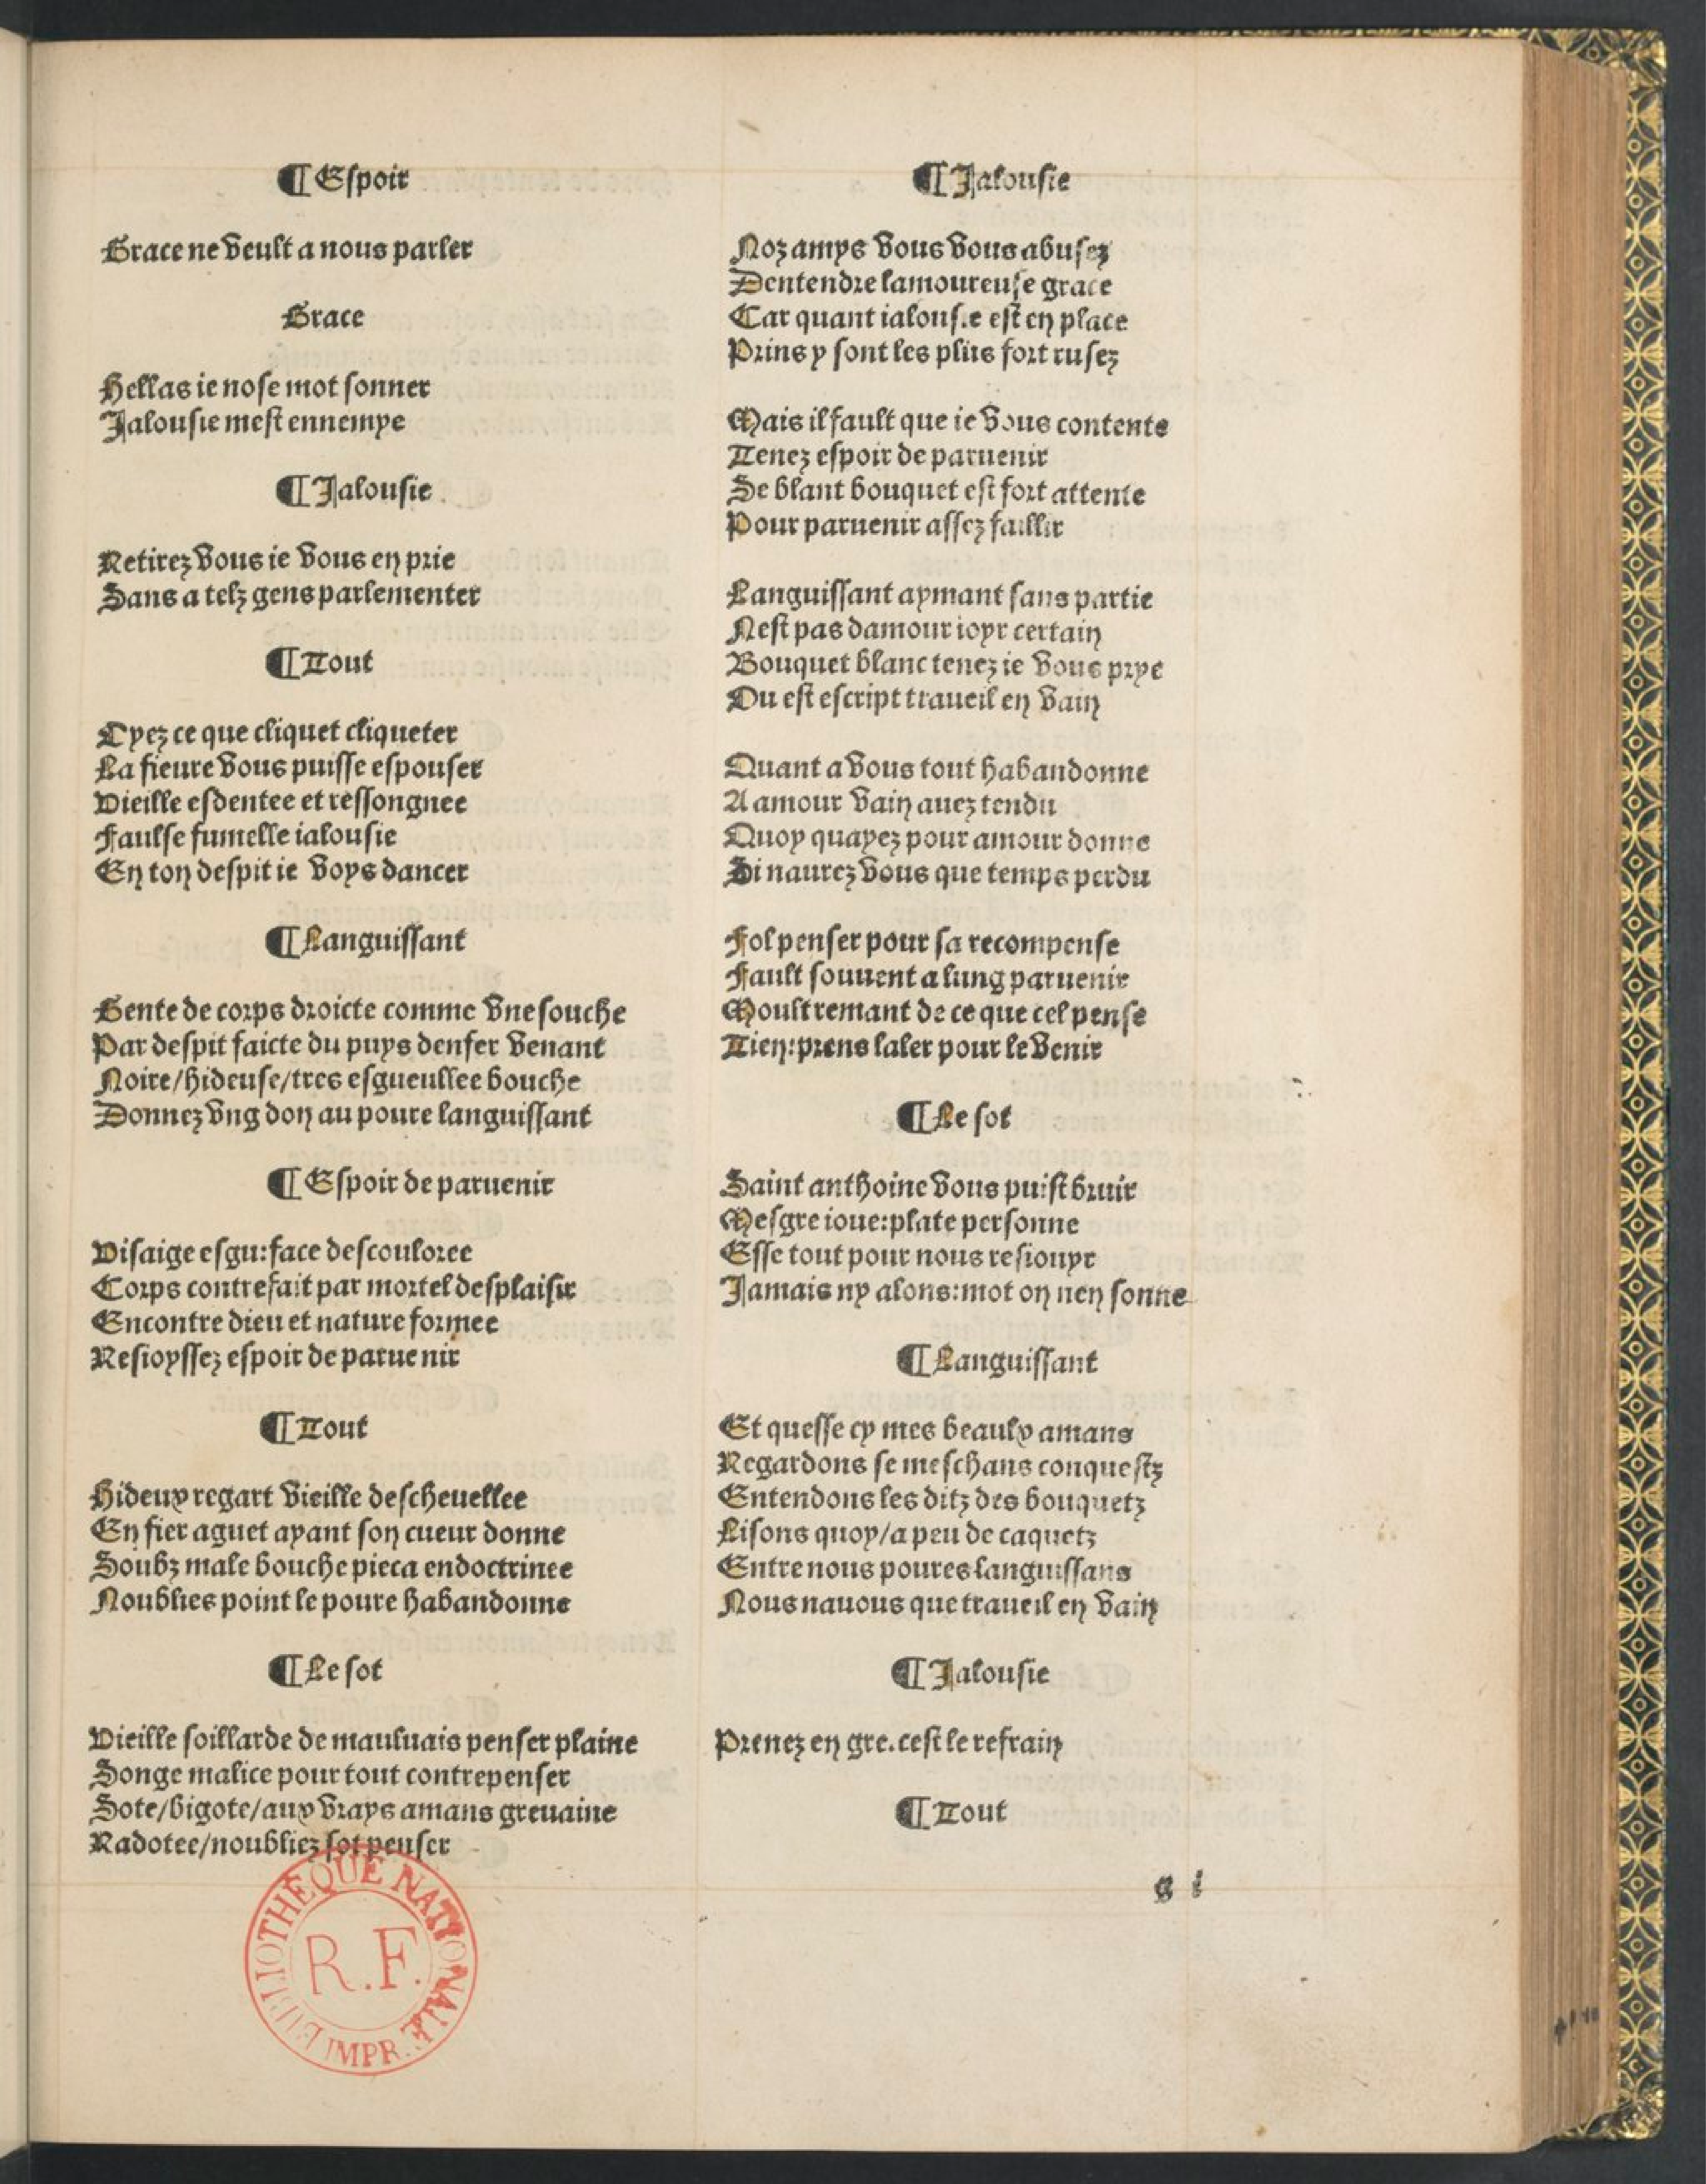 ¶ Espoir
Grace ne veult a nous parler
Grace
Hellas ie nose mot sonner
Jalousie mest ennemye
¶ Jalousie
Retirez vous ie vous en prie
Sans a telz gens parlementer
¶ Tout
Oyez ce que cliquet cliqueter
La fieure vous puisse espouser
Vieille esdentee et ressongnee
Faulse fumelle ialousie
En ton despit ie voys dancer
¶ Languissant
Gente de corps droicte comme vne souche
Par despit faicte du puys denfer venant
Noire/hideuse/tres esgueullee bouche
Donnez vng don au poure languissant
¶ Espoir de paruenir
Visaige esgu:face descouloree
Corps contrefait par mortel desplaisir
Encontre dieu et nature formee
Resioyssez espoir de paruenir
¶ Tout
Hideux regart vieille descheuellee
En fier aguet ayant son cueur donne
Soubz male bouche pieca endoctrinee
Noublies point le poure habandonne
¶ Le sot
Vieille soillarde de mauluais penser plaine
Songe malice pour tout contrepenser
Sote/bigote/aux vrays amans greuaine
Radotee/noubliez sot penser
¶ Jalousie
Noz amys vous vous abusez
Dentendre lamoureuse grace
Car quant ialousie est en place
Prins y sont les plus fort rusez
Mais il fault que ie vous contente
Tenez espoir de paruenir
Se blant bouquet est fort attente
Pour paruenir assez faillir
Languissant aymant sans partie
Nest pas damour ioyr certain
Bouquet blanc tenez ie vous prye
Ou est escript traueil en vain
Quant a vous tout habandonne
A amour vain auez tendu
Quoy quayez pour amour donne
Si naurez vous que temps perdu
Fol penser pour sa recompense
Fault souuent a lung paruenir
Moult remant de ce que cel pense
Tien:prens laler pour le venir
¶ Le sot
Saint anthoine vous puist bruir
Mesgre ioue:plate personne
Esse tout pour nous resiouyr
Jamais ny alons:mot on nen sonne
¶ Languissant
Et quesse cy mes beaulx amans
Regardons se meschans conquestz
Entendons les ditz des bouquetz
Lisons quoy/a peu de caquetz
Entre nous poures languissans
Nous nauous que traueil en vain
¶ Jalousie
Prenez en gre.cest le refrain
¶ Tout
g i
BIBLIOTHEQUE NATIONALE
R.F.
IMPR.